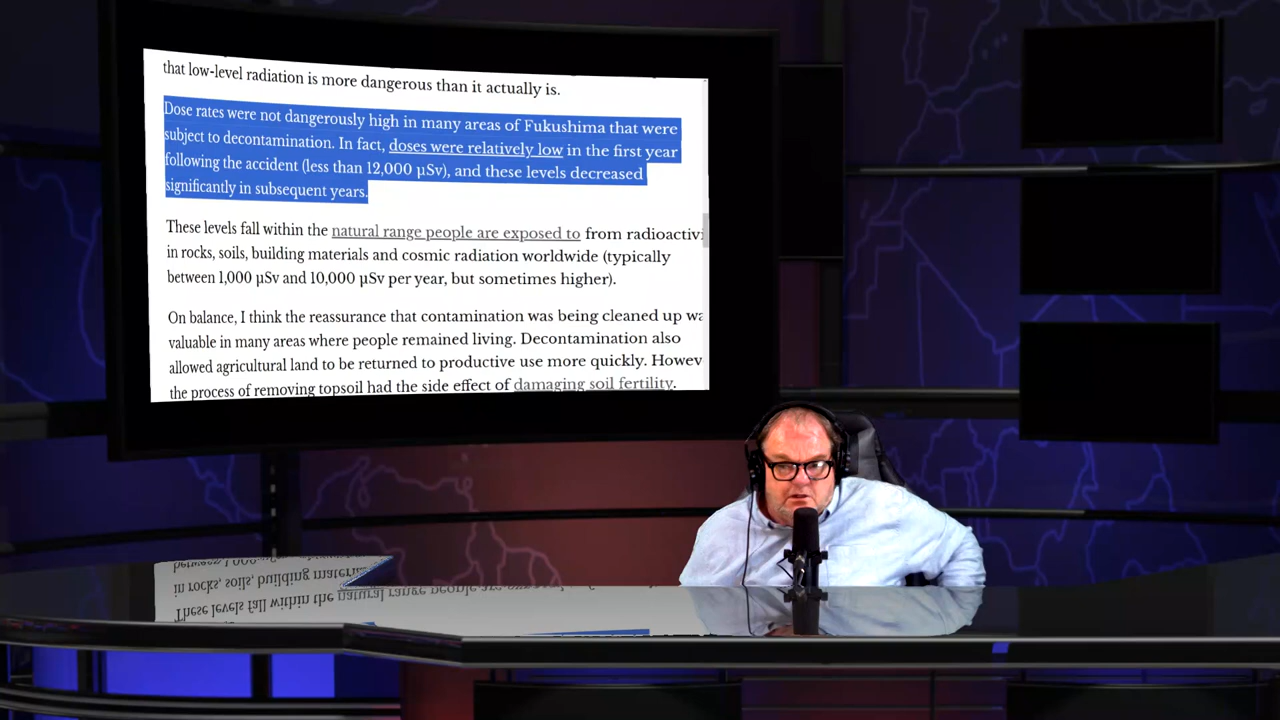 that low-level radiation is more dangerous than it actually is.
Dose rates were not dangerously high in many areas of Fukushima that were
subject to decontamination. In fact, doses were relatively low in the first year
following the accident (less than 12,000 μSv), and these levels decreased
significantly in subsequent years.
These levels fall within the natural range people are exposed to from radioactivi
in rocks, soils, building materials and cosmic radiation worldwide (typically
between 1,000 μSv and 10,000 μSv per year, but sometimes higher).
On balance, I think the reassurance that contamination was being cleaned up wa
valuable in many areas where people remained living. Decontamination also
allowed agricultural land to be returned to productive use more quickly. Howev
the process of removing topsoil had the side effect of damaging soil fertility.